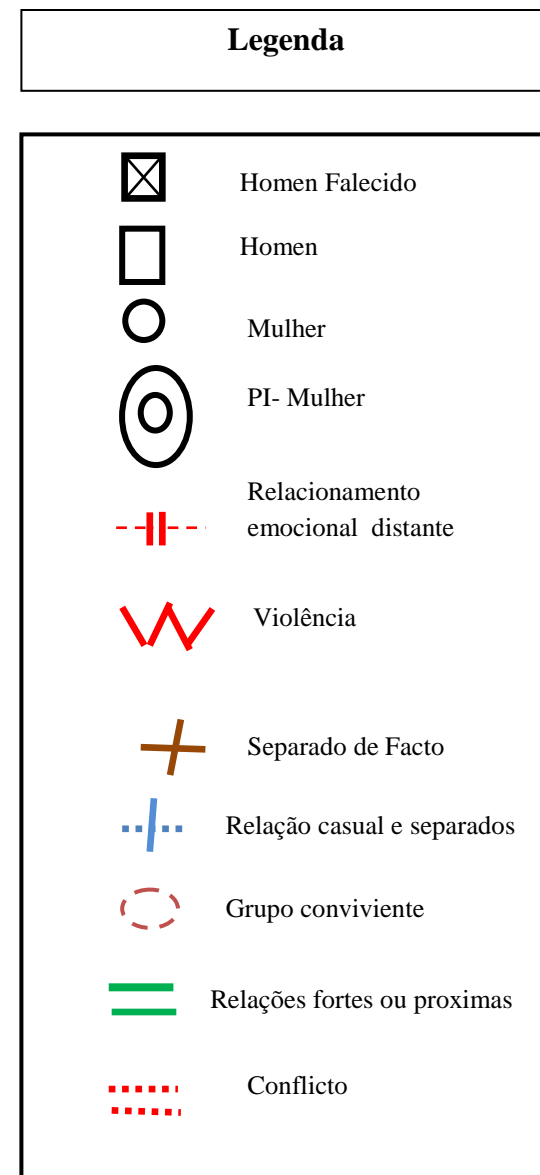 Legenda
Homen Falecido
Homen
Mulher
PI- Mulher
Relacionamento
emocional distante
Violência
Separado de Facto
Relação casual e separados
Grupo conviviente
Relações fortes ou proximas
Conflicto